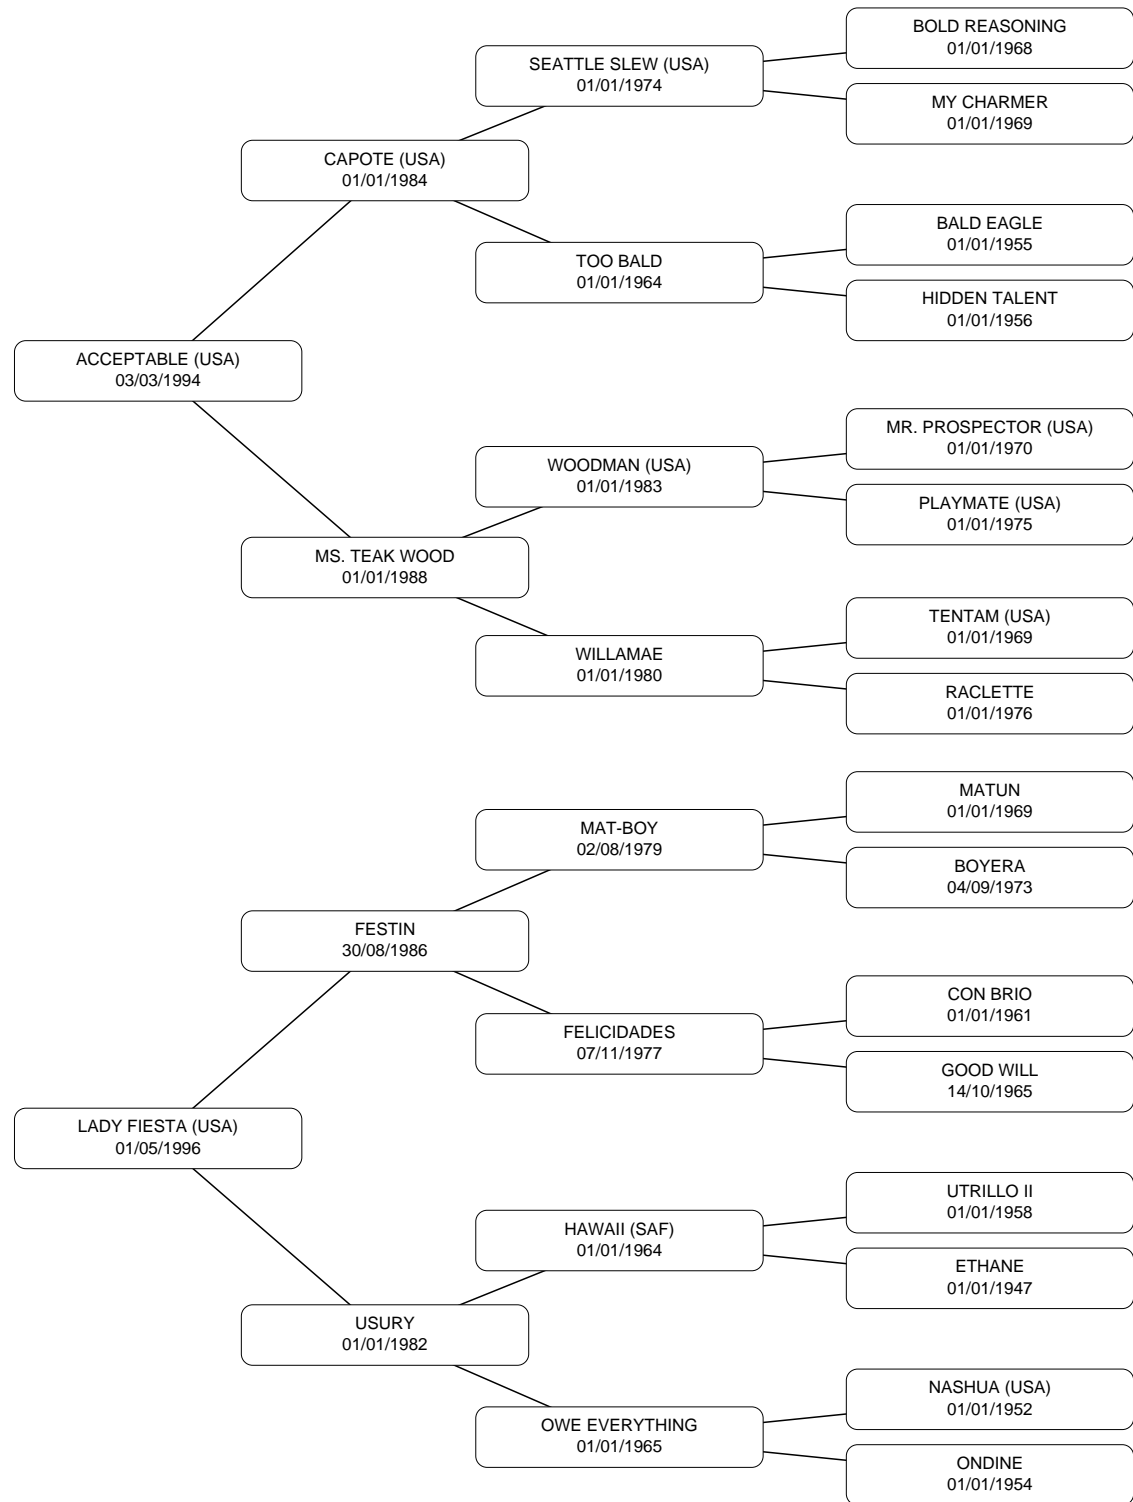 BOLD REASONING
01/01/1968
SEATTLE SLEW (USA)
01/01/1974
MY CHARMER
01/01/1969
CAPOTE (USA)
01/01/1984
BALD EAGLE
01/01/1955
TOO BALD
01/01/1964
HIDDEN TALENT
01/01/1956
ACCEPTABLE (USA)
03/03/1994
MR. PROSPECTOR (USA)
01/01/1970
WOODMAN (USA)
01/01/1983
PLAYMATE (USA)
01/01/1975
MS. TEAK WOOD
01/01/1988
TENTAM (USA)
01/01/1969
WILLAMAE
01/01/1980
RACLETTE
01/01/1976
MATUN
01/01/1969
MAT-BOY
02/08/1979
BOYERA
04/09/1973
FESTIN
30/08/1986
CON BRIO
01/01/1961
FELICIDADES
07/11/1977
GOOD WILL
14/10/1965
LADY FIESTA (USA)
01/05/1996
UTRILLO II
01/01/1958
HAWAII (SAF)
01/01/1964
ETHANE
01/01/1947
USURY
01/01/1982
NASHUA (USA)
01/01/1952
OWE EVERYTHING
01/01/1965
ONDINE
01/01/1954